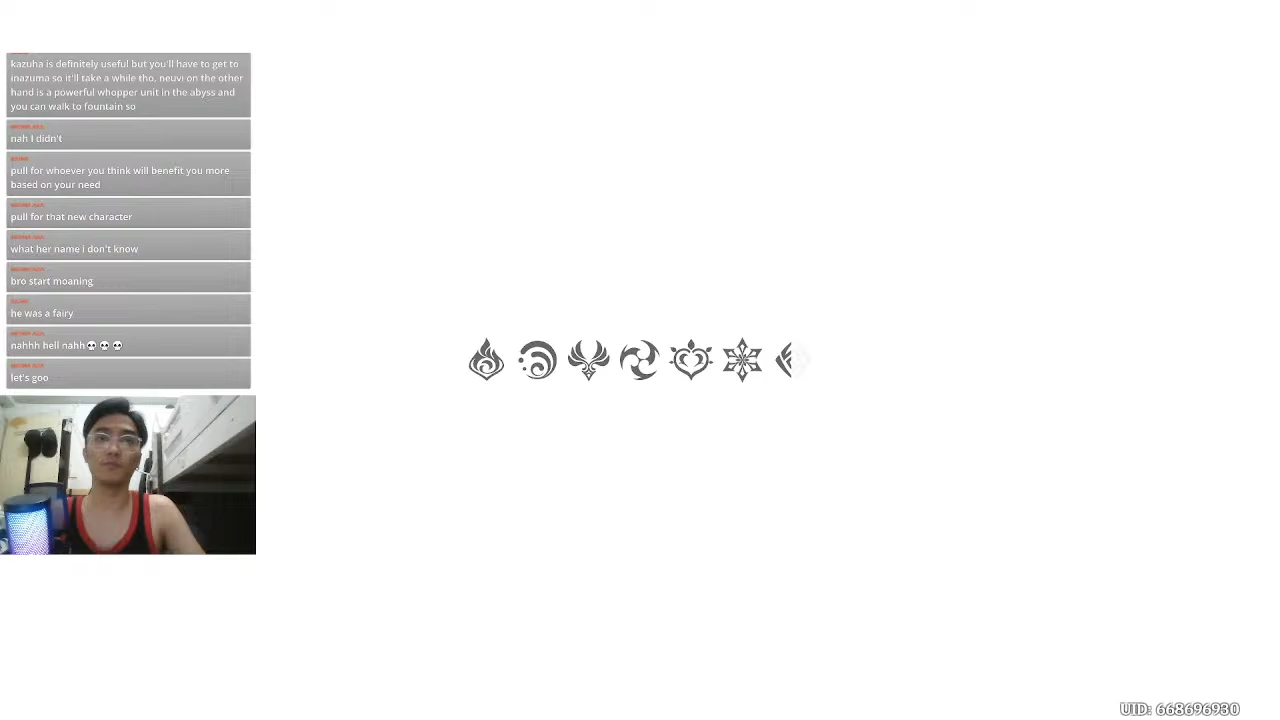 kazuha is definitely useful but you'll have to get to
inazuma so it'll take a while tho, neuvi on the other
hand is a powerful whopper unit in the abyss and
you can walk to fountain so
nah I didn't
pull for whoever you think will benefit you more
based on your need
pull for that new character
what her name i don't know
bro start moaning
he was a fairy
nahhh hell nahh💀💀💀
let's goo
UID: 668696930